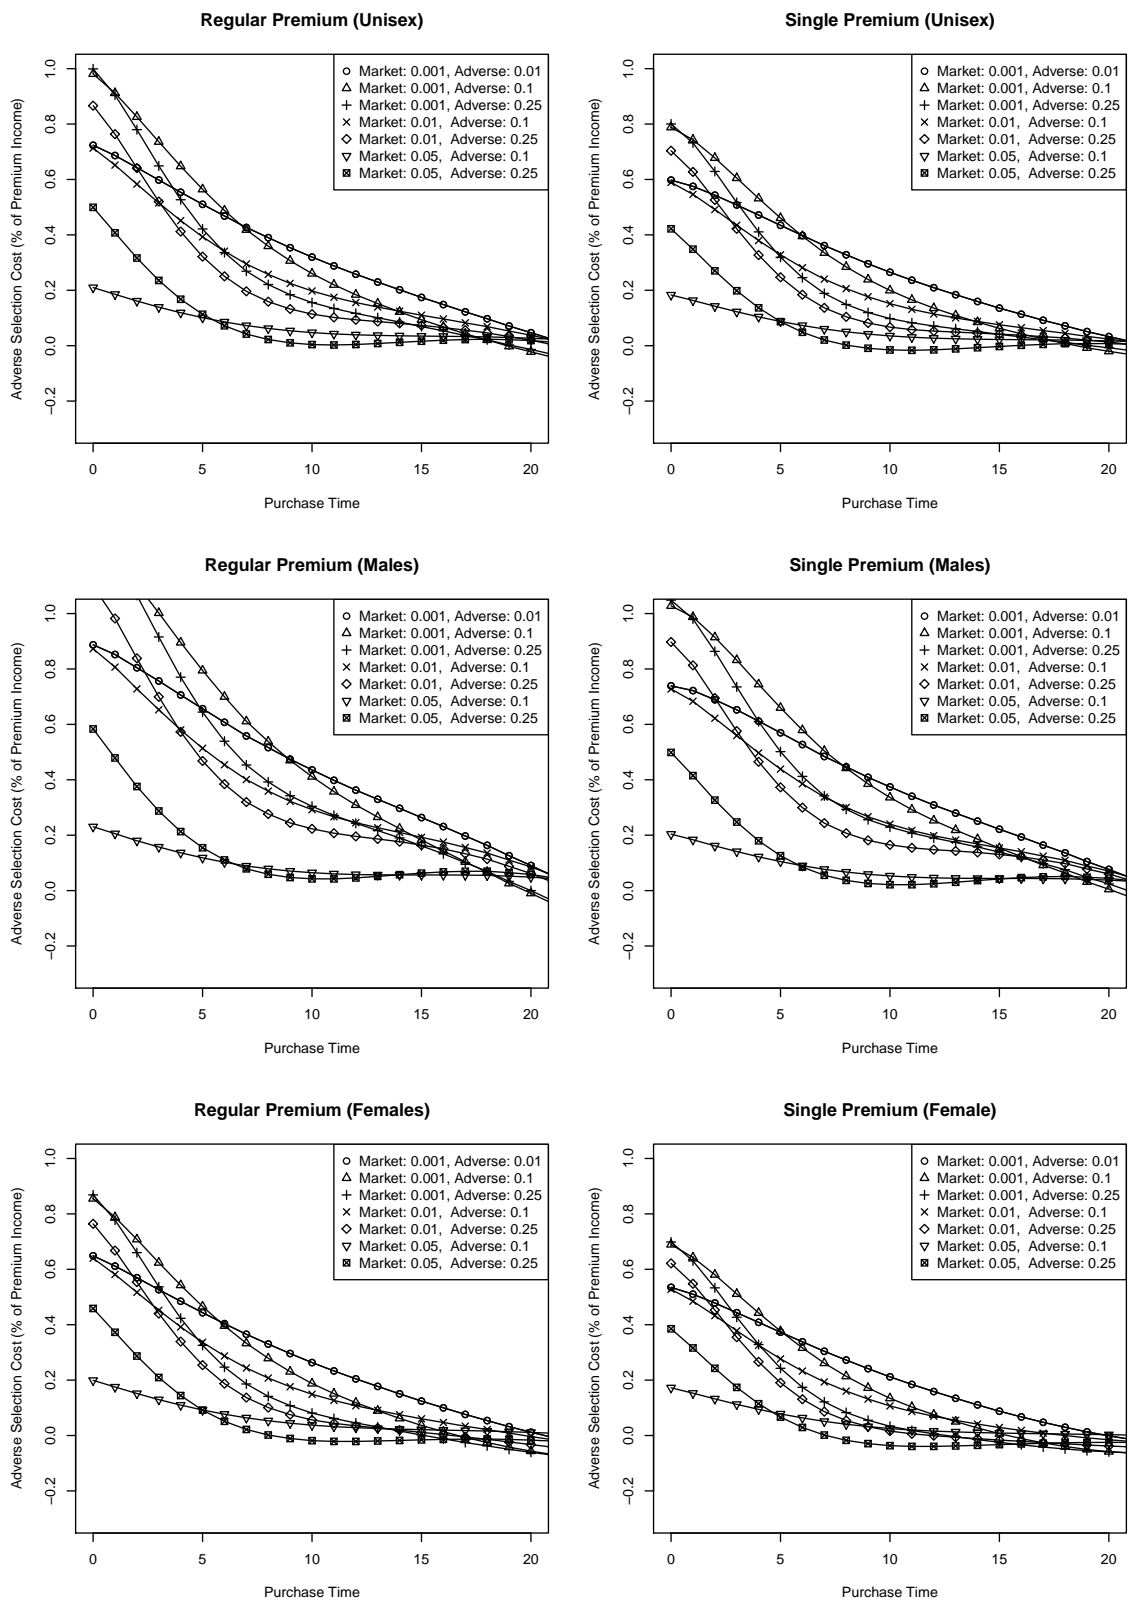 Regular Premium (Unisex)
Adverse Selection Cost (% of Premium Income)
1.0
0.8
0.6
0.4
0.2
0.0
−0.2
Market: 0.001, Adverse: 0.01
Market: 0.001, Adverse: 0.1
Market: 0.001, Adverse: 0.25
Market: 0.01, Adverse: 0.1
Market: 0.01, Adverse: 0.25
Market: 0.05, Adverse: 0.1
Market: 0.05, Adverse: 0.25
0 5 10 15 20
Purchase Time
Single Premium (Unisex)
Adverse Selection Cost (% of Premium Income)
1.0
0.8
0.6
0.4
0.2
0.0
−0.2
Market: 0.001, Adverse: 0.01
Market: 0.001, Adverse: 0.1
Market: 0.001, Adverse: 0.25
Market: 0.01, Adverse: 0.1
Market: 0.01, Adverse: 0.25
Market: 0.05, Adverse: 0.1
Market: 0.05, Adverse: 0.25
0 5 10 15 20
Purchase Time
Regular Premium (Males)
Adverse Selection Cost (% of Premium Income)
1.0
0.8
0.6
0.4
0.2
0.0
−0.2
Market: 0.001, Adverse: 0.01
Market: 0.001, Adverse: 0.1
Market: 0.001, Adverse: 0.25
Market: 0.01, Adverse: 0.1
Market: 0.01, Adverse: 0.25
Market: 0.05, Adverse: 0.1
Market: 0.05, Adverse: 0.25
0 5 10 15 20
Purchase Time
Single Premium (Males)
Adverse Selection Cost (% of Premium Income)
1.0
0.8
0.6
0.4
0.2
0.0
−0.2
Market: 0.001, Adverse: 0.01
Market: 0.001, Adverse: 0.1
Market: 0.001, Adverse: 0.25
Market: 0.01, Adverse: 0.1
Market: 0.01, Adverse: 0.25
Market: 0.05, Adverse: 0.1
Market: 0.05, Adverse: 0.25
0 5 10 15 20
Purchase Time
Regular Premium (Females)
Adverse Selection Cost (% of Premium Income)
1.0
0.8
0.6
0.4
0.2
0.0
−0.2
Market: 0.001, Adverse: 0.01
Market: 0.001, Adverse: 0.1
Market: 0.001, Adverse: 0.25
Market: 0.01, Adverse: 0.1
Market: 0.01, Adverse: 0.25
Market: 0.05, Adverse: 0.1
Market: 0.05, Adverse: 0.25
0 5 10 15 20
Purchase Time
Single Premium (Female)
Adverse Selection Cost (% of Premium Income)
1.0
0.8
0.6
0.4
0.2
0.0
−0.2
Market: 0.001, Adverse: 0.01
Market: 0.001, Adverse: 0.1
Market: 0.001, Adverse: 0.25
Market: 0.01, Adverse: 0.1
Market: 0.01, Adverse: 0.25
Market: 0.05, Adverse: 0.1
Market: 0.05, Adverse: 0.25
0 5 10 15 20
Purchase Time